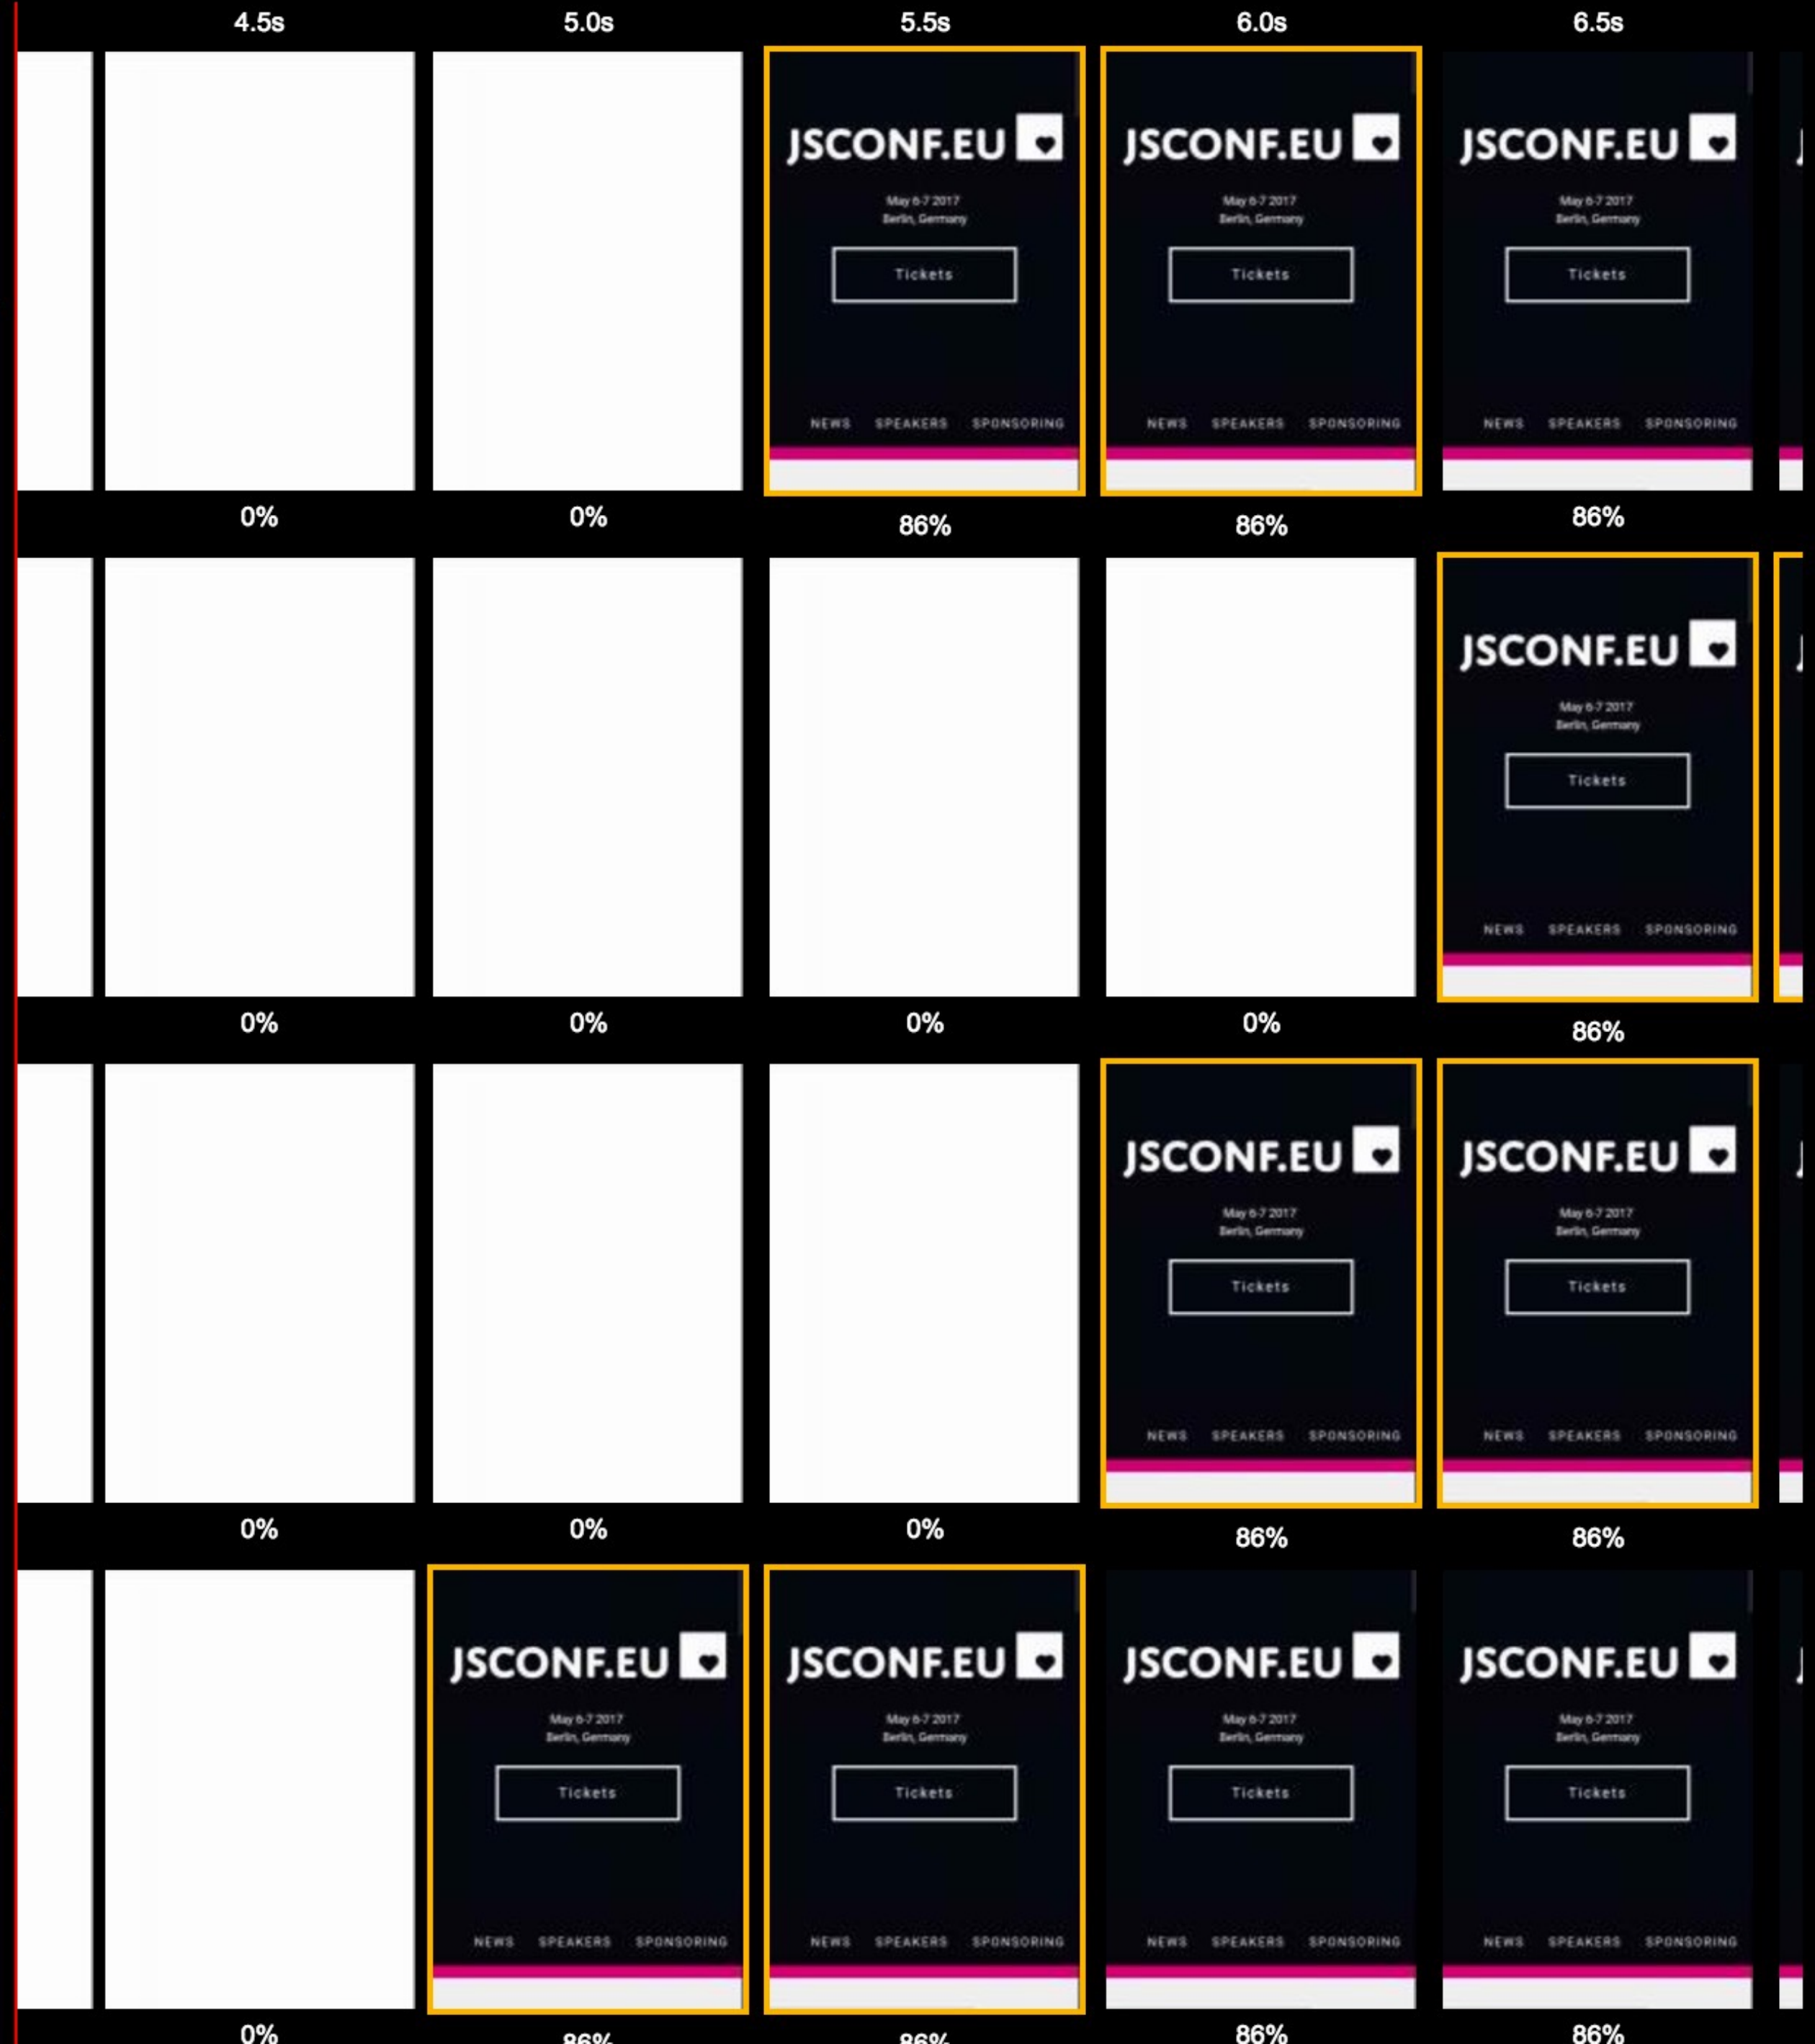 4.5s 5.0s 5.5s 6.0s 6.5s
JSCONF.EU JSCONF.EU JSCONF.EU
May 6-7 2017 May 6-7 2017 May 6-7 2017
Berlin, Germany Berlin, Germany Berlin, Germany
Tickets Tickets Tickets
NEWS SPEAKERS SPONSORING NEWS SPEAKERS SPONSORING NEWS SPEAKERS SPONSORING
0% 0% 86% 86% 86%
JSCONF.EU
May 6-7 2017
Berlin, Germany
Tickets
NEWS SPEAKERS SPONSORING
0% 0% 0% 0% 86%
JSCONF.EU JSCONF.EU
May 6-7 2017 May 6-7 2017
Berlin, Germany Berlin, Germany
Tickets Tickets
NEWS SPEAKERS SPONSORING NEWS SPEAKERS SPONSORING
0% 0% 0% 86% 86%
JSCONF.EU JSCONF.EU JSCONF.EU JSCONF.EU
May 6-7 2017 May 6-7 2017 May 6-7 2017 May 6-7 2017
Berlin, Germany Berlin, Germany Berlin, Germany Berlin, Germany
Tickets Tickets Tickets Tickets
NEWS SPEAKERS SPONSORING NEWS SPEAKERS SPONSORING NEWS SPEAKERS SPONSORING NEWS SPEAKERS SPONSORING
0% 86% 86% 86% 86%